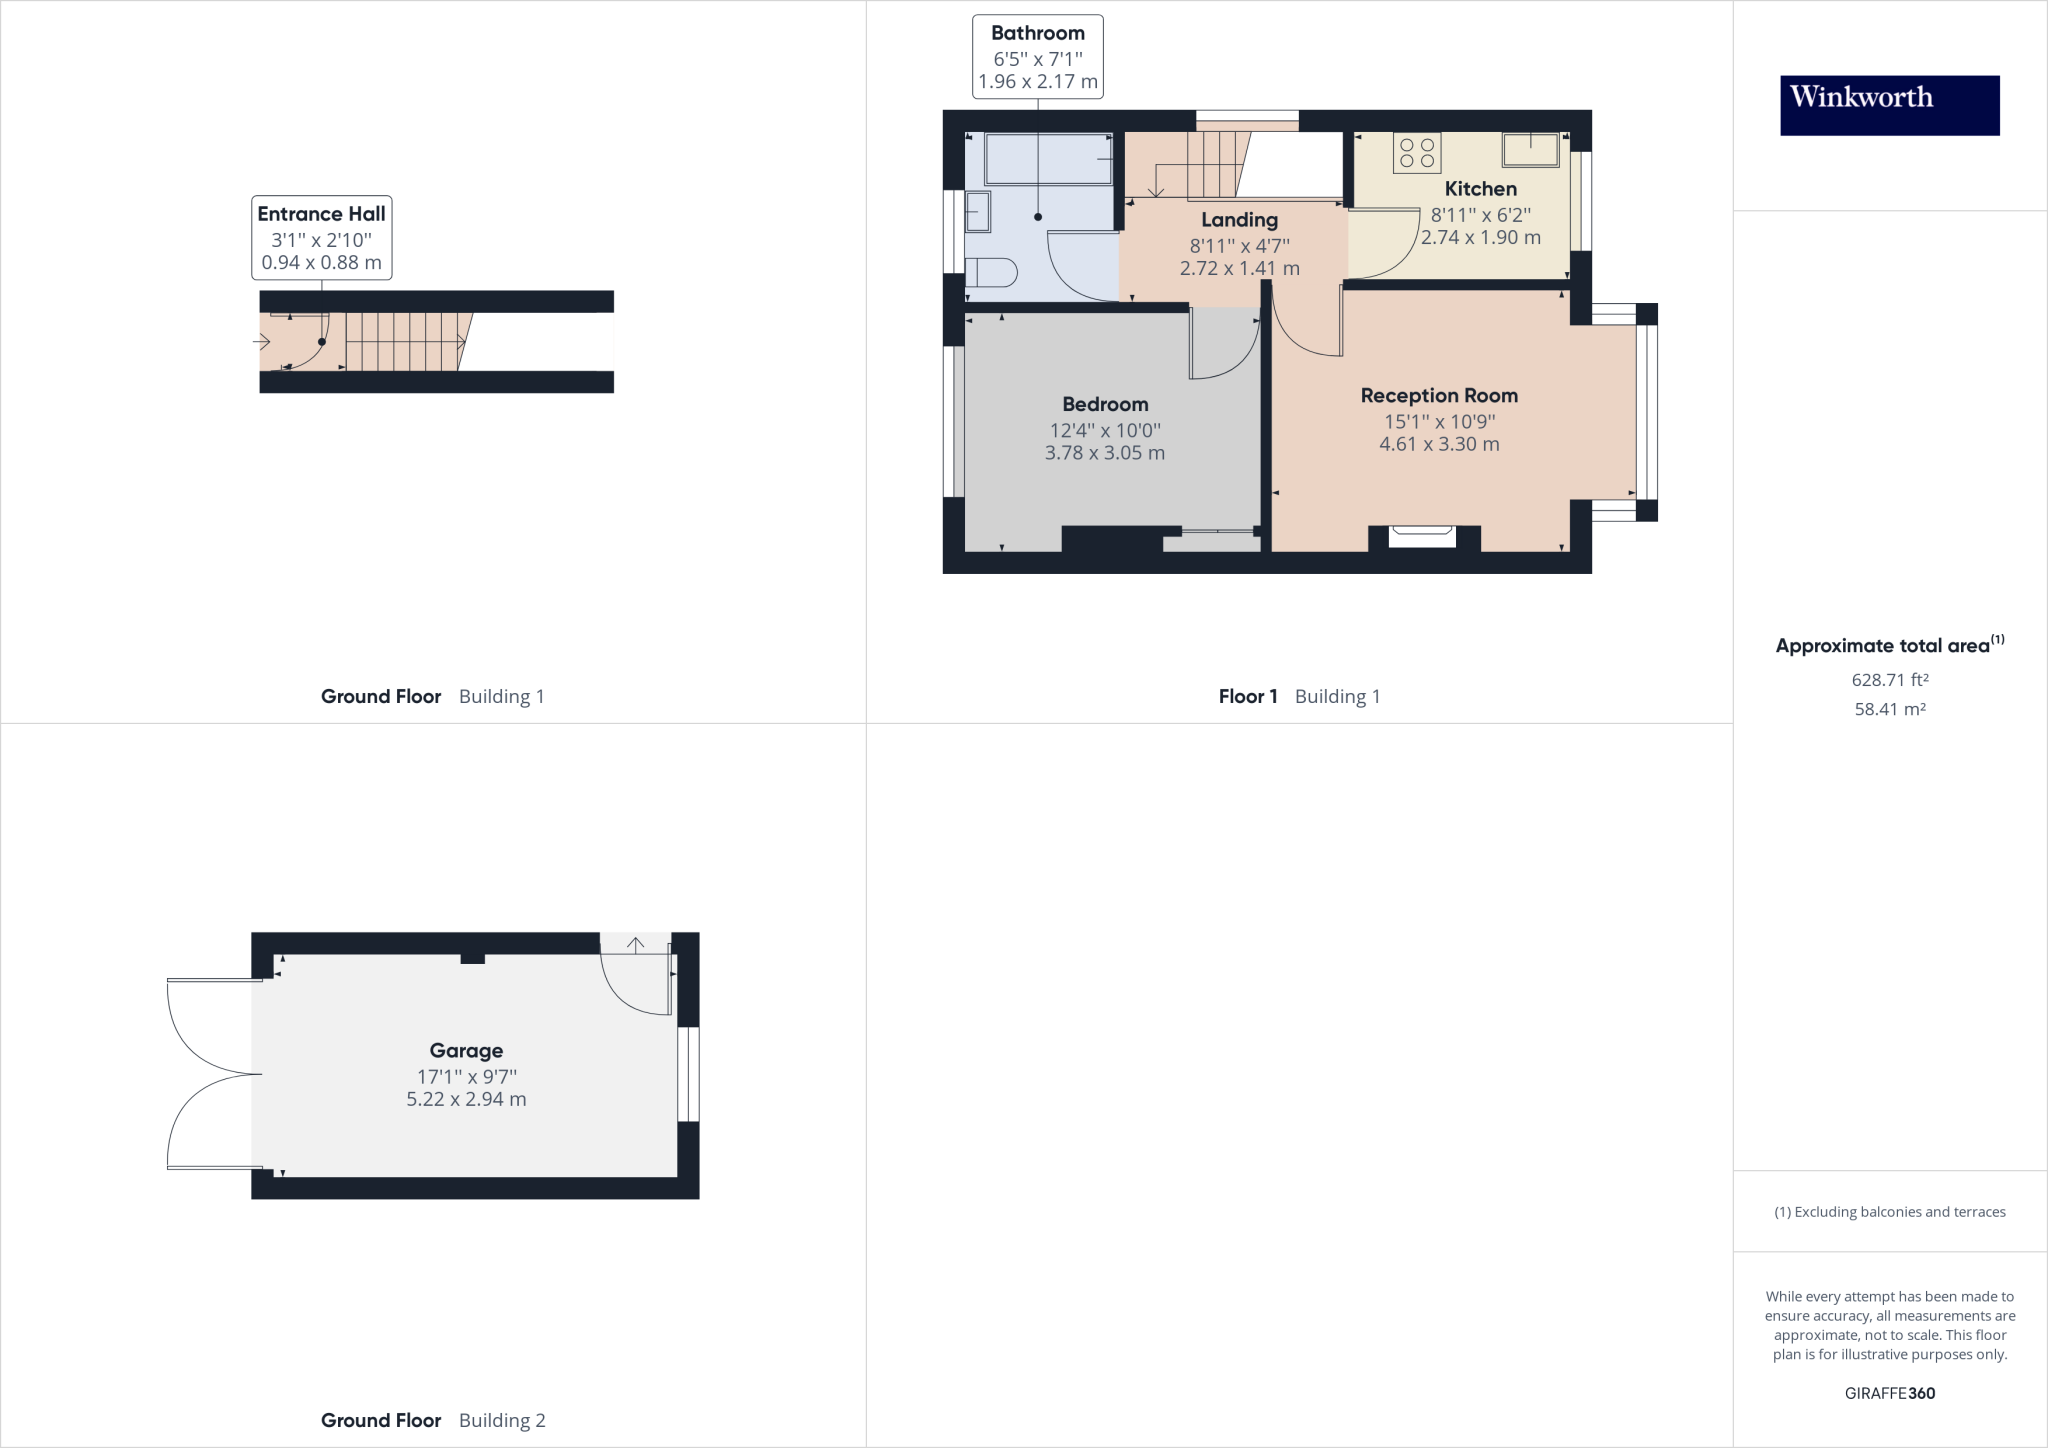 Entrance Hall
3'1'' x 2'10''
0.94 x 0.88 m
Ground Floor Building 1
Bathroom
6'5'' x 7'1''
1.96 x 2.17 m
Landing
8'11'' x 4'7''
2.72 x 1.41 m
Kitchen
8'11'' x 6'2''
2.74 x 1.90 m
Bedroom
12'4'' x 10'0''
3.78 x 3.05 m
Reception Room
15'1'' x 10'9''
4.61 x 3.30 m
Floor 1 Building 1
Garage
17'1'' x 9'7''
5.22 x 2.94 m
Ground Floor Building 2
Winkworth
Approximate total area(1)
628.71 ft²
58.41 m²
(1) Excluding balconies and terraces
While every attempt has been made to
ensure accuracy, all measurements are
approximate, not to scale. This floor
plan is for illustrative purposes only.
GIRAFFE360